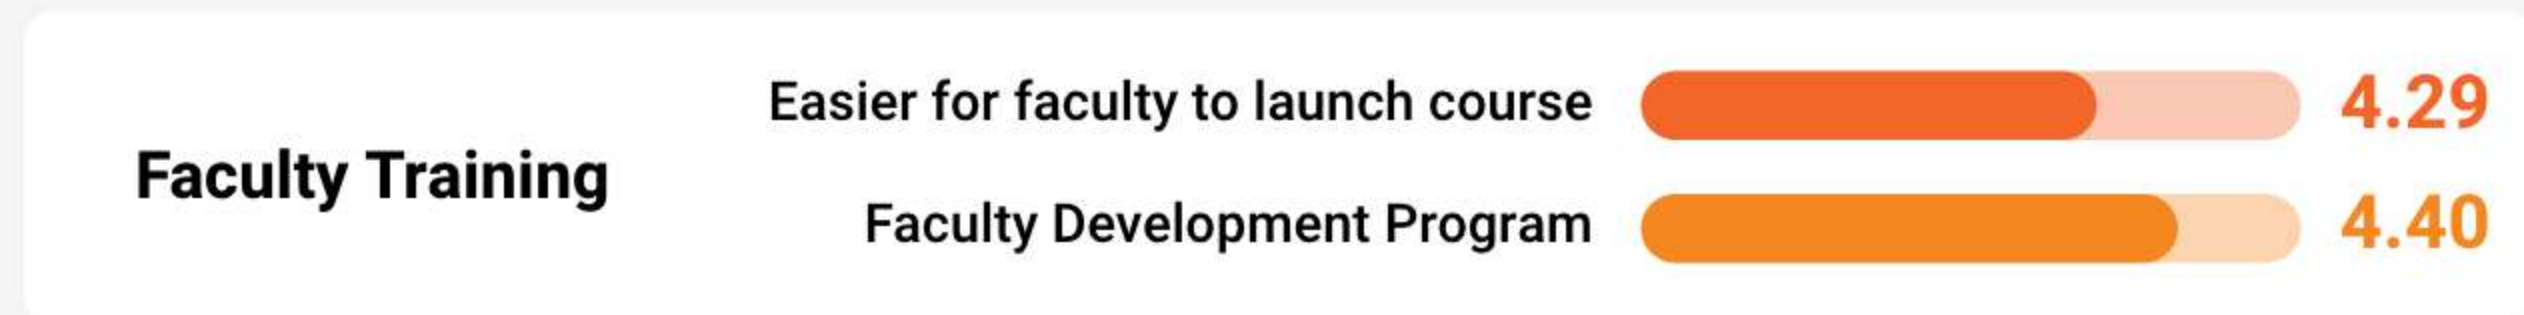 Faculty Training
Easier for faculty to launch course 4.29
Faculty Development Program 4.40